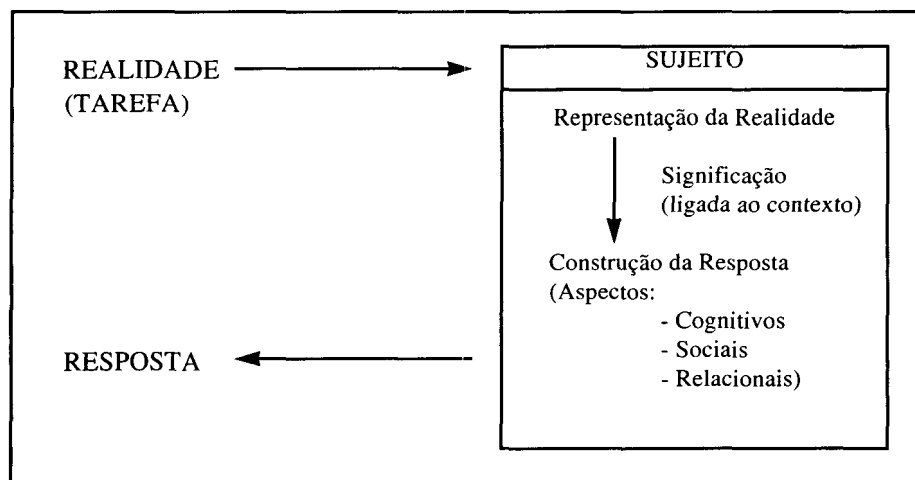 REALIDADE
(TAREFA)
SUJEITO
Representação da Realidade
Significação
(ligada ao contexto)
Construção da Resposta
(Aspectos:
- Cognitivos
- Sociais
- Relacionais)
RESPOSTA